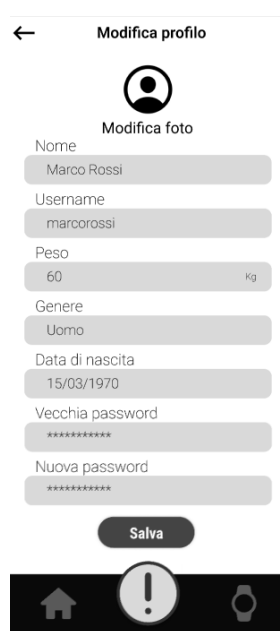 Modifica profilo
Modifica foto
Nome
Marco Rossi
Username
marcorossi
Peso
60 Kg
Genere
Uomo
Data di nascita
15/03/1970
Vecchia password
***********
Nuova password
***********
Salva
!